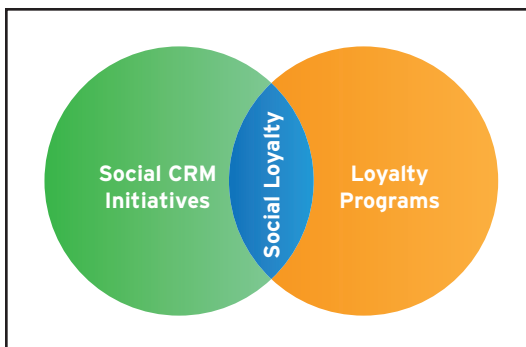 Social CRM
Initiatives
Social Loyalty
Loyalty
Programs